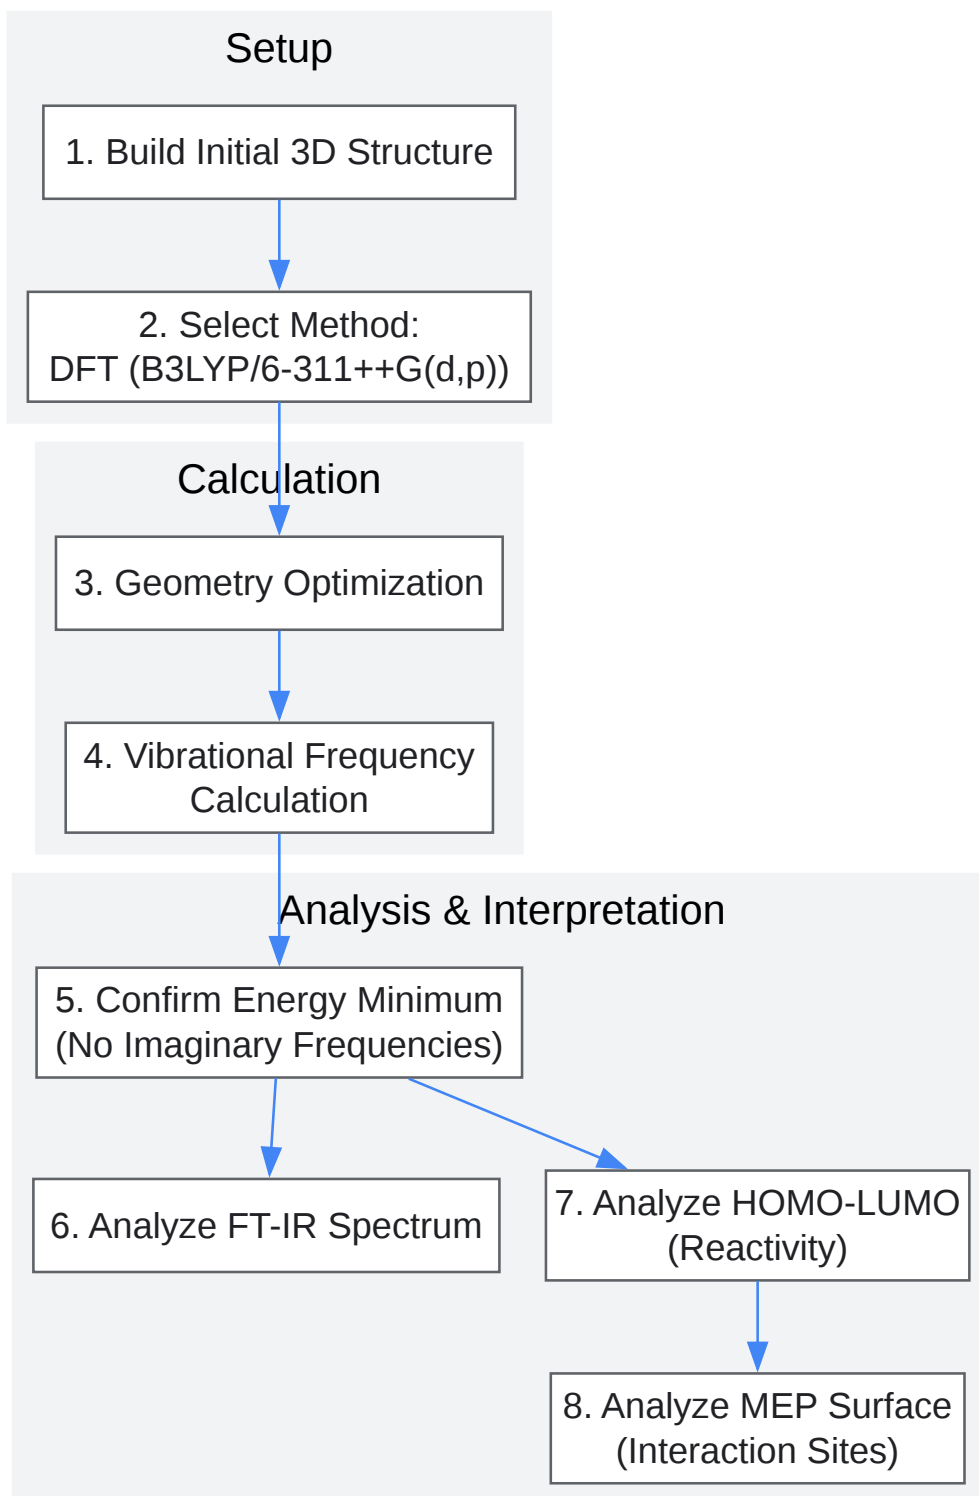 Setup
1. Build Initial 3D Structure
2. Select Method:
DFT (B3LYP/6-311++G(d,p))
Calculation
3. Geometry Optimization
4. Vibrational Frequency
Calculation
Analysis & Interpretation
5. Confirm Energy Minimum
(No Imaginary Frequencies)
6. Analyze FT-IR Spectrum
7. Analyze HOMO-LUMO
(Reactivity)
8. Analyze MEP Surface
(Interaction Sites)